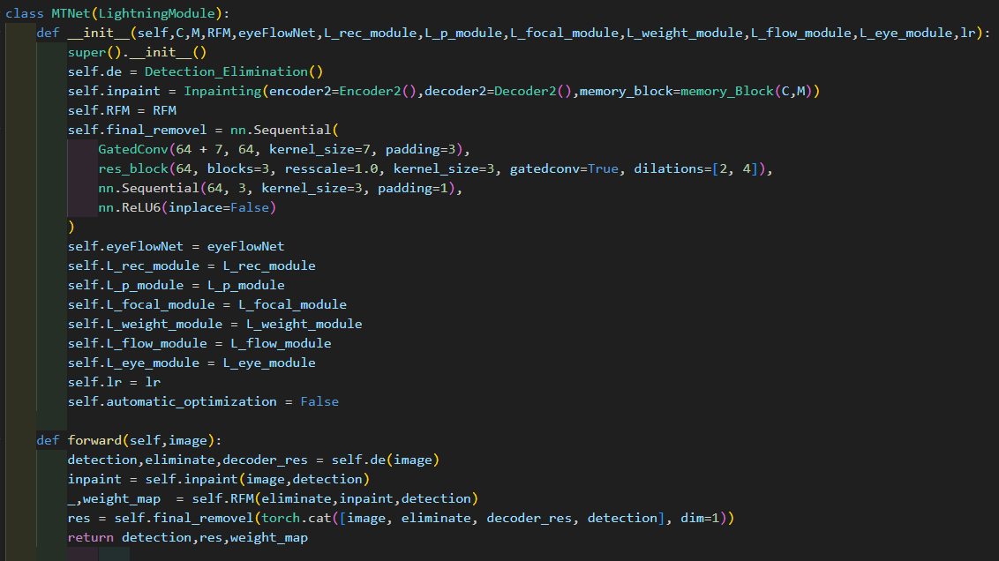 class MTNet(LightningModule):
    def __init__(self,C,M,RFM,eyeFlowNet,L_rec_module,L_p_module,L_focal_module,L_weight_module,L_flow_module,L_eye_module,lr):
        super().__init__()
        self.de = Detection_Elimination()
        self.inpaint = Inpainting(encoder2=Encoder2(),decoder2=Decoder2(),memory_block=memory_Block(C,M))
        self.RFM = RFM
        self.final_removel = nn.Sequential(
            GatedConv(64 + 7, 64, kernel_size=7, padding=3),
            res_block(64, blocks=3, resscale=1.0, kernel_size=3, gatedconv=True, dilations=[2, 4]),
            nn.Sequential(64, 3, kernel_size=3, padding=1),
            nn.ReLU6(inplace=False)
        )
        self.eyeFlowNet = eyeFlowNet
        self.L_rec_module = L_rec_module
        self.L_p_module = L_p_module
        self.L_focal_module = L_focal_module
        self.L_weight_module = L_weight_module
        self.L_flow_module = L_flow_module
        self.L_eye_module = L_eye_module
        self.lr = lr
        self.automatic_optimization = False

    def forward(self,image):
        detection,eliminate,decoder_res = self.de(image)
        inpaint = self.inpaint(image,detection)
        _,weight_map  = self.RFM(eliminate,inpaint,detection)
        res = self.final_removel(torch.cat([image, eliminate, decoder_res, detection], dim=1))
        return detection,res,weight_map